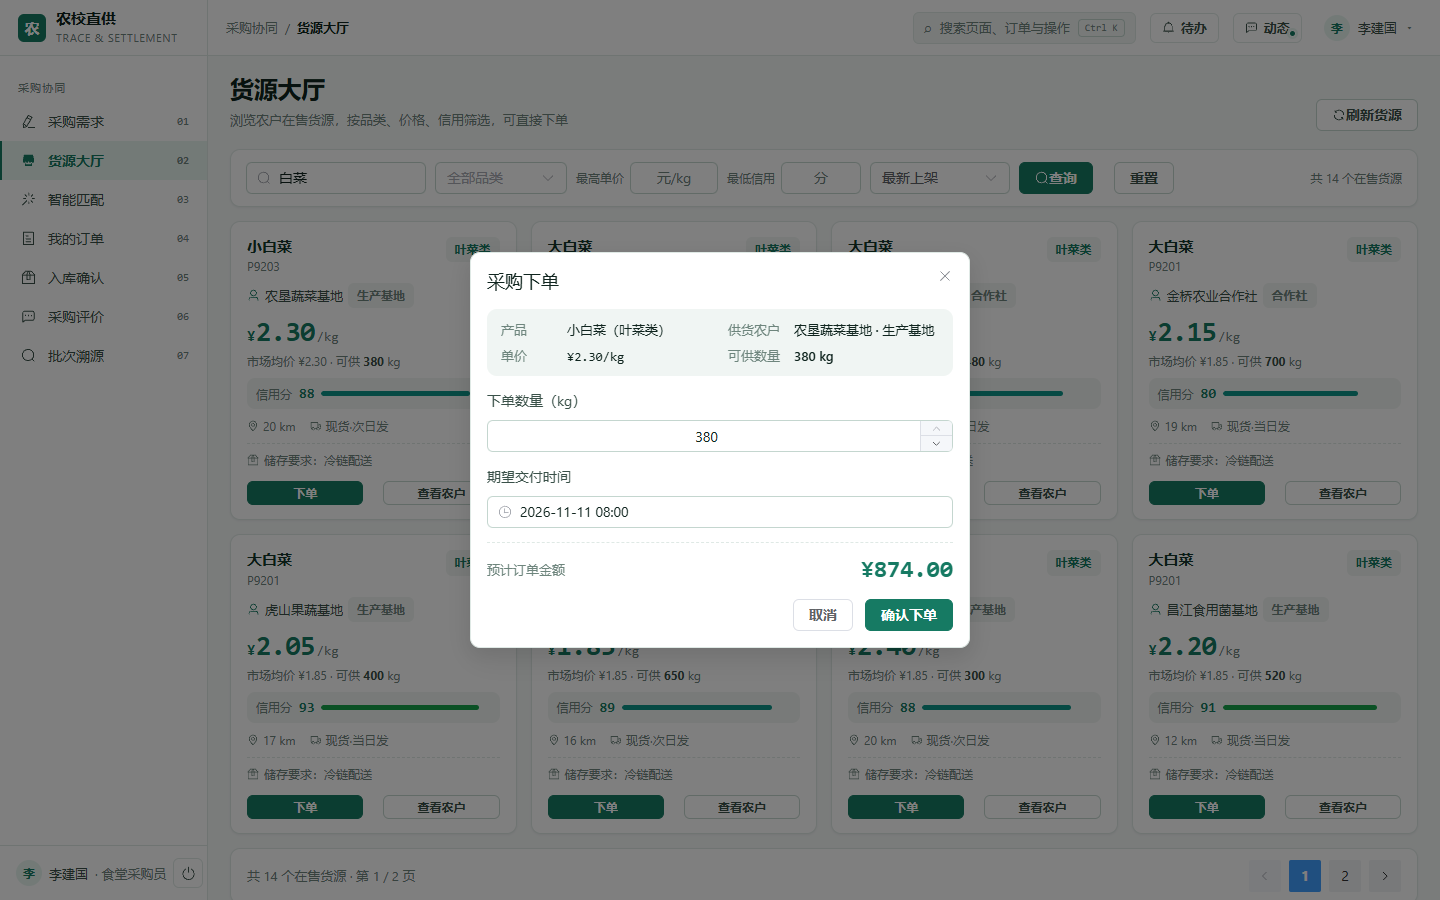 农校直供
TRACE & SETTLEMENT
采购协同 / 货源大厅
搜索页面、订单与操作 Ctrl K
待办
动态
李 李建国
采购协同
采购需求 01
货源大厅 02
智能匹配 03
我的订单 04
入库确认 05
采购评价 06
批次溯源 07
李 李建国 · 食堂采购员
货源大厅
浏览农户在售货源，按品类、价格、信用筛选，可直接下单
刷新货源
白菜 全部品类 最高单价 元/kg 最低信用 分 最新上架 查询 重置 共 14 个在售货源
小白菜 叶菜类
P9203
农垦蔬菜基地 生产基地
¥2.30/kg
市场均价 ¥2.30 · 可供 380 kg
信用分 88
20 km 现货·次日发
储存要求：冷链配送
下单 查看农户
大白菜 叶菜类
大白菜 叶菜类
合作社
80 kg
日发
查看农户
大白菜 叶菜类
P9201
金桥农业合作社 合作社
¥2.15/kg
市场均价 ¥1.85 · 可供 700 kg
信用分 80
19 km 现货·当日发
储存要求：冷链配送
下单 查看农户
采购下单
产品 小白菜（叶菜类） 供货农户 农垦蔬菜基地 · 生产基地
单价 ¥2.30/kg 可供数量 380 kg
下单数量（kg）
380
期望交付时间
2026-11-11 08:00
预计订单金额 ¥874.00
取消 确认下单
大白菜
P9201
虎山果蔬基地 生产基地
¥2.05/kg
市场均价 ¥1.85 · 可供 400 kg
信用分 93
17 km 现货·当日发
储存要求：冷链配送
下单 查看农户
¥1.85/kg
市场均价 ¥1.85 · 可供 650 kg
信用分 89
16 km 现货·次日发
储存要求：冷链配送
下单 查看农户
叶菜类
产基地
¥2.40/kg
市场均价 ¥1.85 · 可供 300 kg
信用分 88
20 km 现货·次日发
储存要求：冷链配送
下单 查看农户
大白菜 叶菜类
P9201
昌江食用菌基地 生产基地
¥2.20/kg
市场均价 ¥1.85 · 可供 520 kg
信用分 91
12 km 现货·当日发
储存要求：冷链配送
下单 查看农户
共 14 个在售货源 · 第 1 / 2 页
1 2